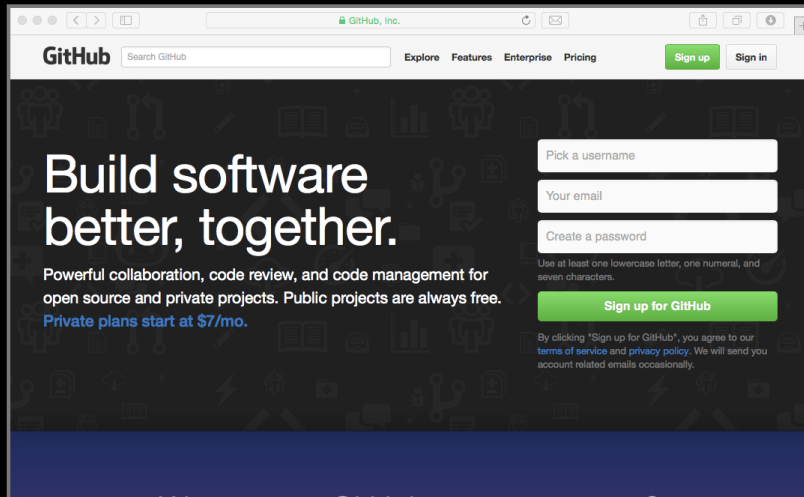 GitHub, Inc.
GitHub
Search GitHub
Explore Features Enterprise Pricing
Sign up
Sign in
Build software
better, together.
Powerful collaboration, code review, and code management for
open source and private projects. Public projects are always free.
Private plans start at $7/mo.
Pick a username
Your email
Create a password
Use at least one lowercase letter, one numeral, and
seven characters.
Sign up for GitHub
By clicking "Sign up for GitHub", you agree to our
terms of service and privacy policy. We will send you
account related emails occasionally.